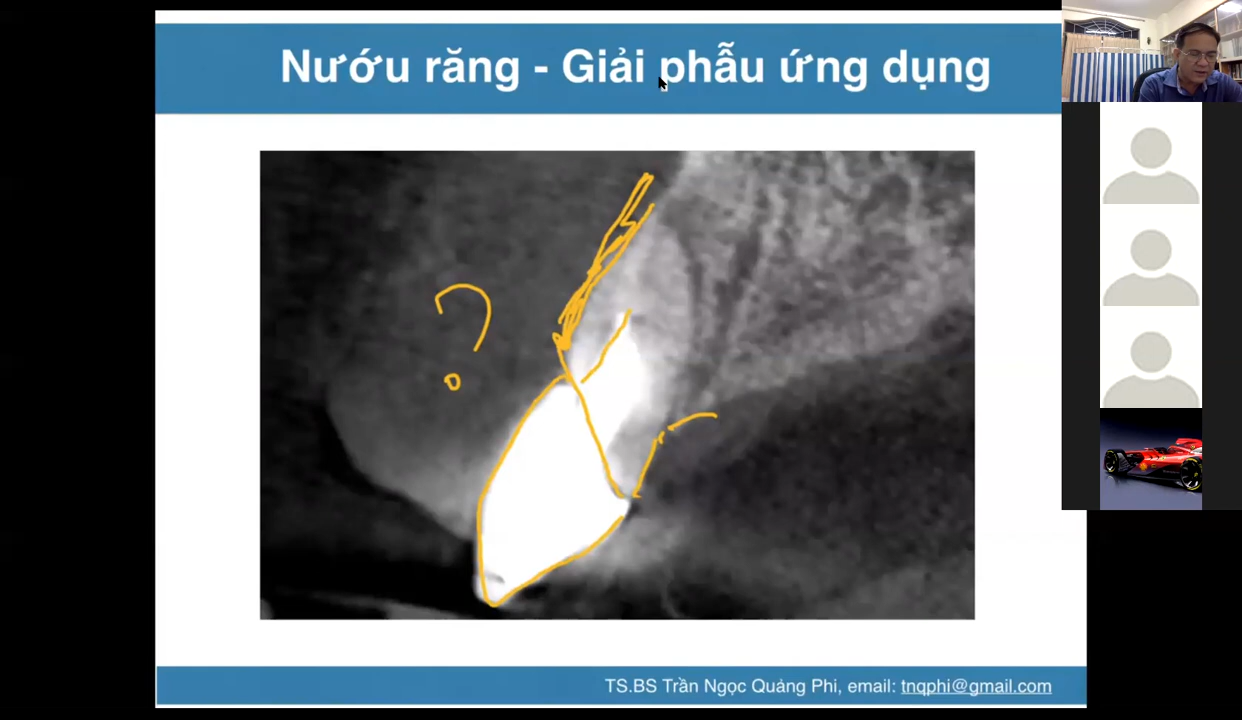 Nướu răng - Giải phẫu ứng dụng
?
TS.BS Trần Ngọc Quảng Phi, email: tnqphi@gmail.com